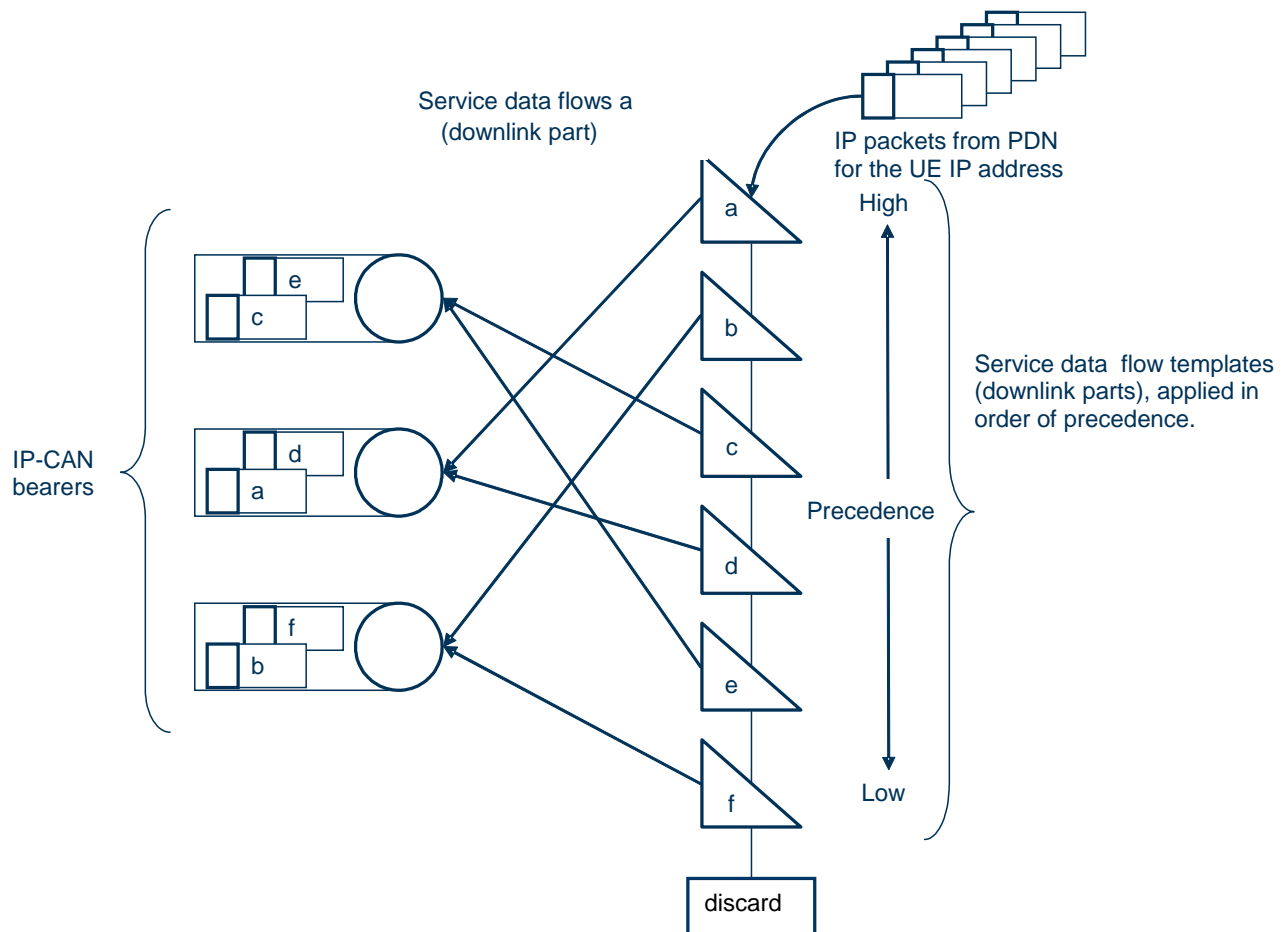 Service data flows a
(downlink part)
IP packets from PDN
for the UE IP address
High
a
b
c
d
e
f
Precedence
Low
Service data  flow templates
(downlink parts), applied in
order of precedence.
IP-CAN
bearers
e
c
d
a
f
b
discard